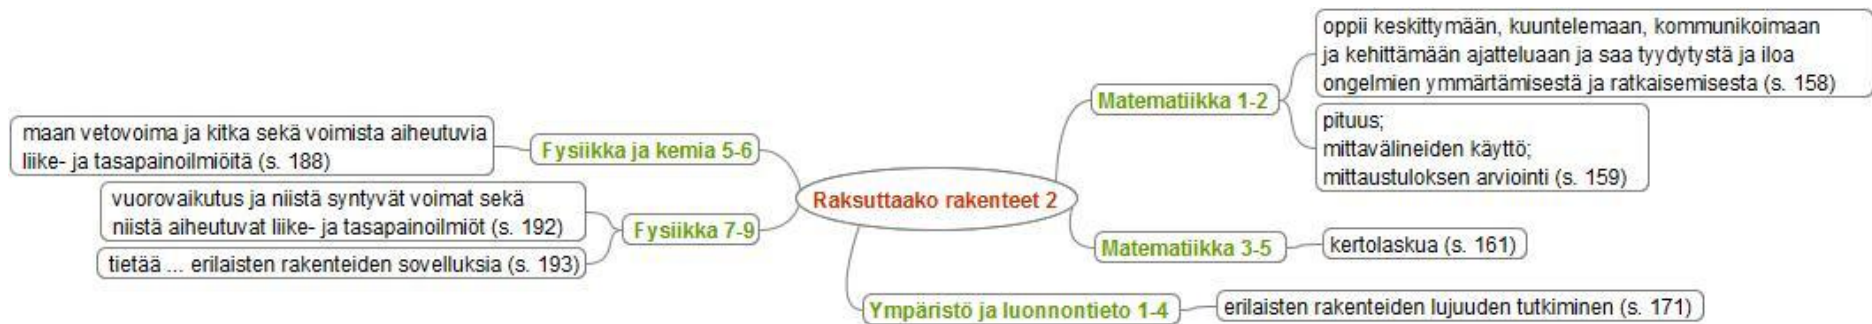 Raksuttaako rakenteet 2
Matematiikka 1-2
oppii keskittymään, kuuntelemaan, kommunikoimaan
ja kehittämään ajatteluaan ja saa tyydytystä ja iloa
ongelmien ymmärtämisestä ja ratkaisemisesta (s. 158)
pituus;
mittavälineiden käyttö;
mittaustuloksen arviointi (s. 159)
Matematiikka 3-5
kertolaskua (s. 161)
Ympäristö ja luonnontieto 1-4
erilaisten rakenteiden lujuuden tutkiminen (s. 171)
Fysiikka ja kemia 5-6
maan vetovoima ja kitka sekä voimista aiheutuvia
liike- ja tasapainoilmiöitä (s. 188)
Fysiikka 7-9
vuorovaikutus ja niistä syntyvät voimat sekä
niistä aiheutuvat liike- ja tasapainoilmiöt (s. 192)
tietää ... erilaisten rakenteiden sovelluksia (s. 193)